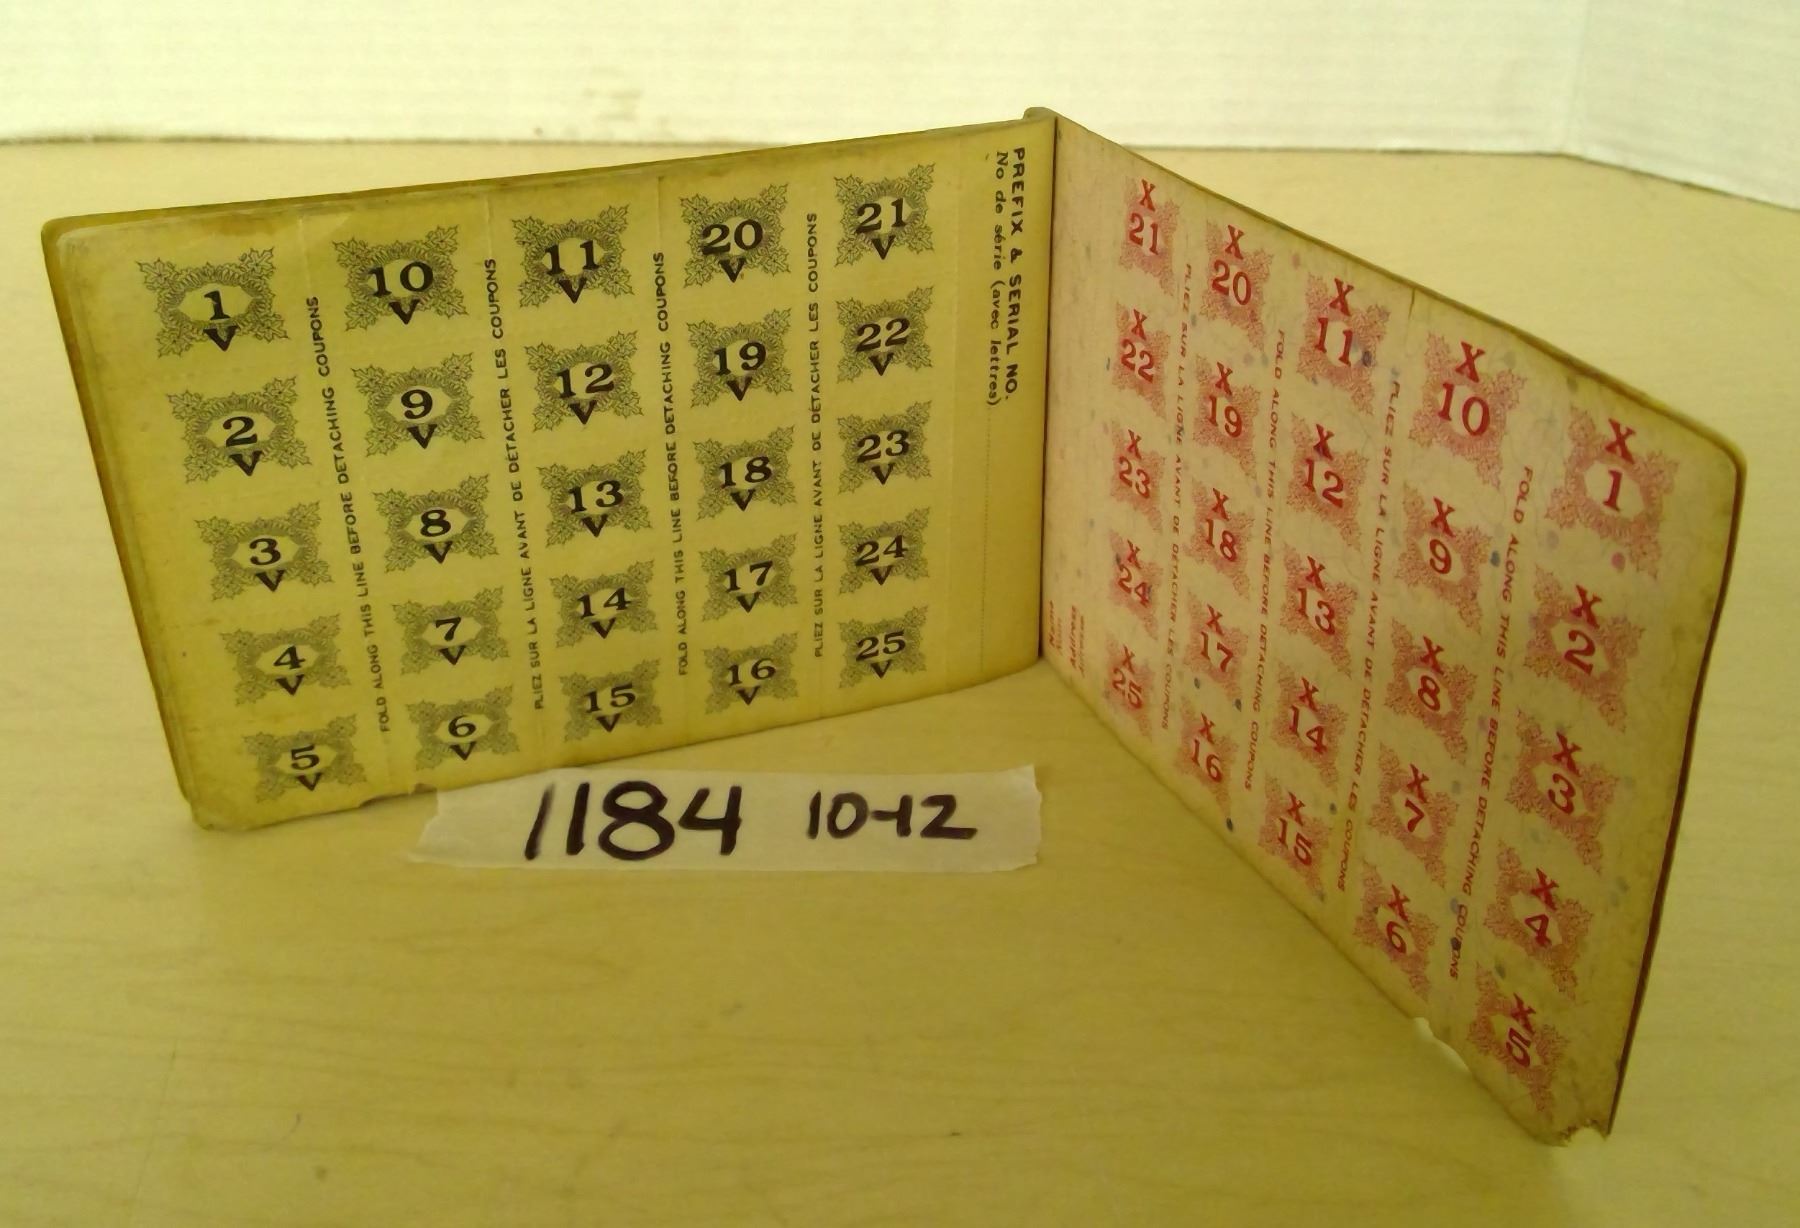 1 V 10 V 11 V 20 V 21 V
2 V 9 V 12 V 19 V 22 V
3 V 8 V 13 V 18 V 23 V
4 V 7 V 14 V 17 V 24 V
5 V 6 V 15 V 16 V 25 V
FOLD ALONG THIS LINE BEFORE DETACHING COUPONS
PLIEZ SUR LA LIGNE AVANT DE DÉTACHER LES COUPONS
FOLD ALONG THIS LINE BEFORE DETACHING COUPONS
PLIEZ SUR LA LIGNE AVANT DE DÉTACHER LES COUPONS
PREFIX & SERIAL NO.
No de série (avec lettres)
X 21 X 20 X 11 X 10 X 1
X 22 X 19 X 12 X 9 X 2
X 23 X 18 X 13 X 8 X 3
X 24 X 17 X 14 X 7 X 4
X 25 X 16 X 15 X 6 X 5
PLIEZ SUR LA LIGNE AVANT DE DÉTACHER LES COUPONS
FOLD ALONG THIS LINE BEFORE DETACHING COUPONS
PLIEZ SUR LA LIGNE AVANT DE DÉTACHER LES COUPONS
FOLD ALONG THIS LINE BEFORE DETACHING COUPONS
1184 10-12